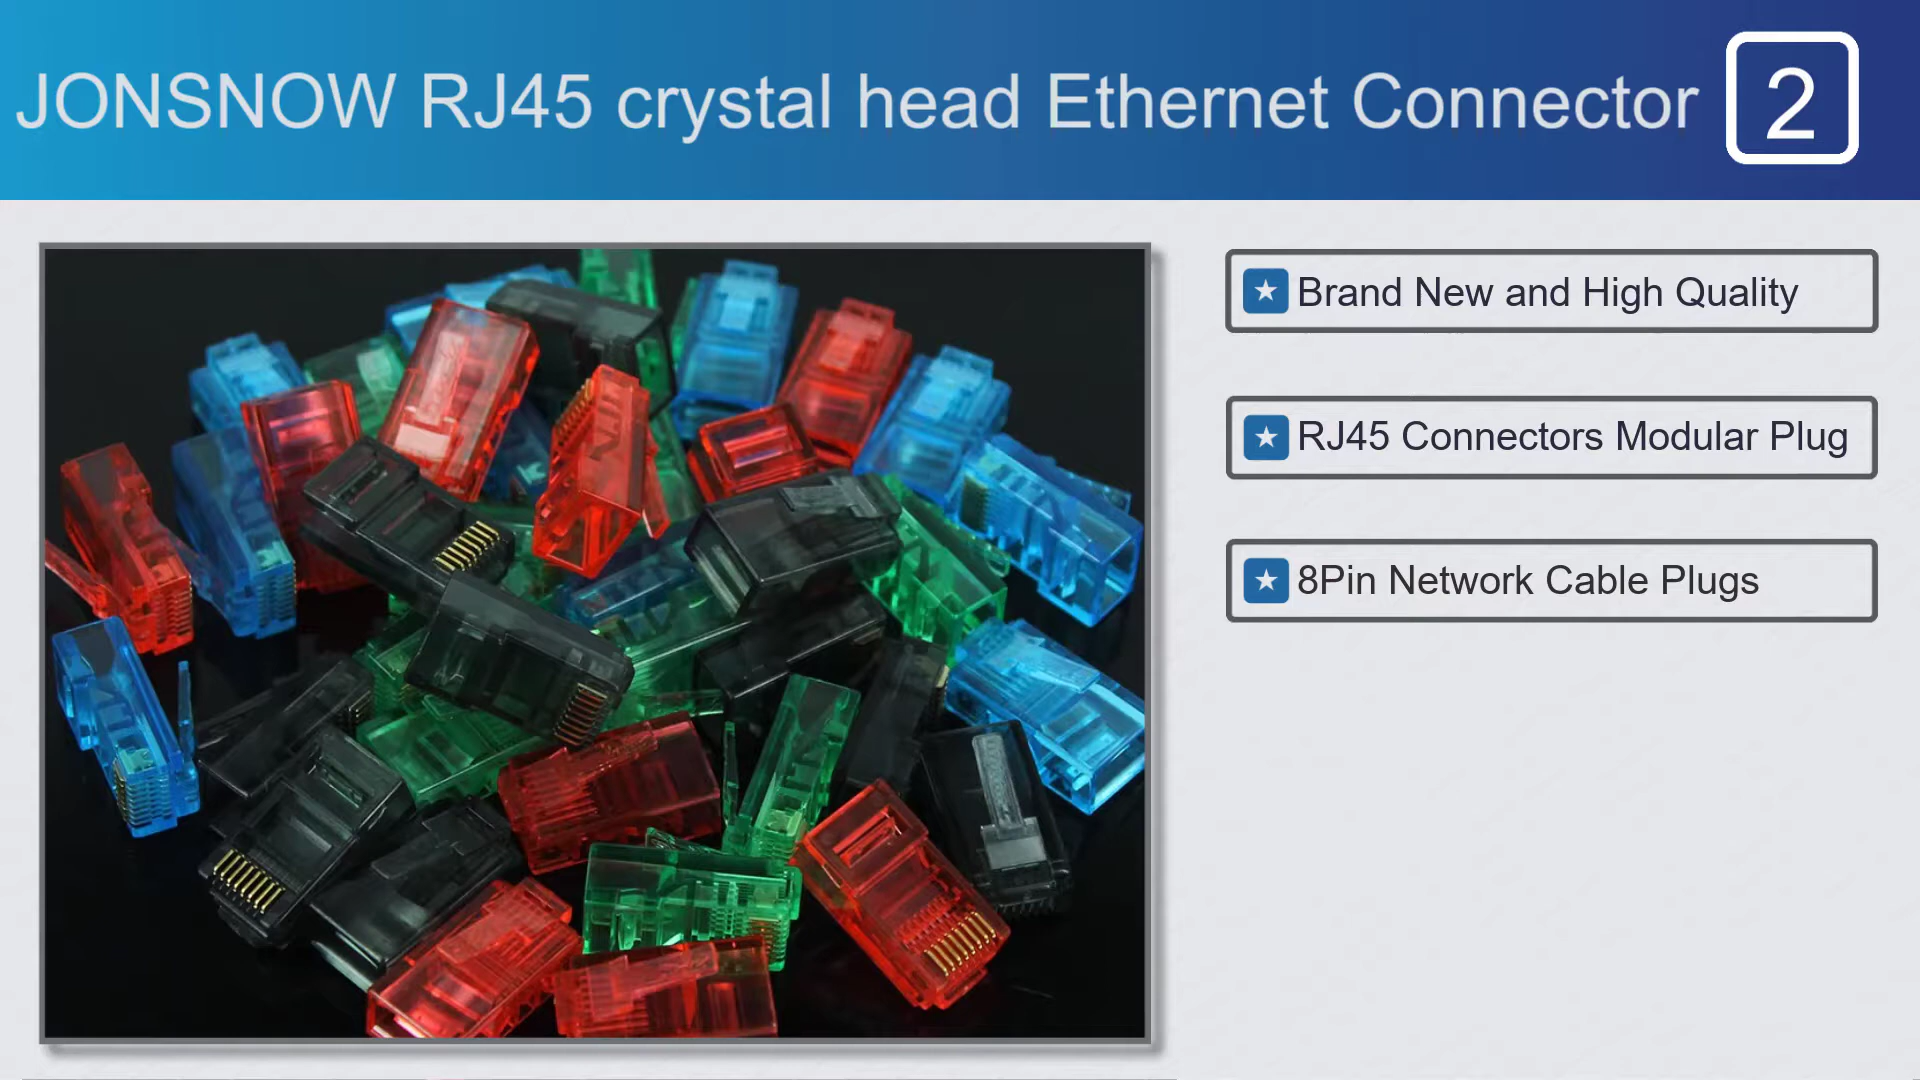 JONSNOW RJ45 crystal head Ethernet Connector 2
Brand New and High Quality
RJ45 Connectors Modular Plug
8Pin Network Cable Plugs